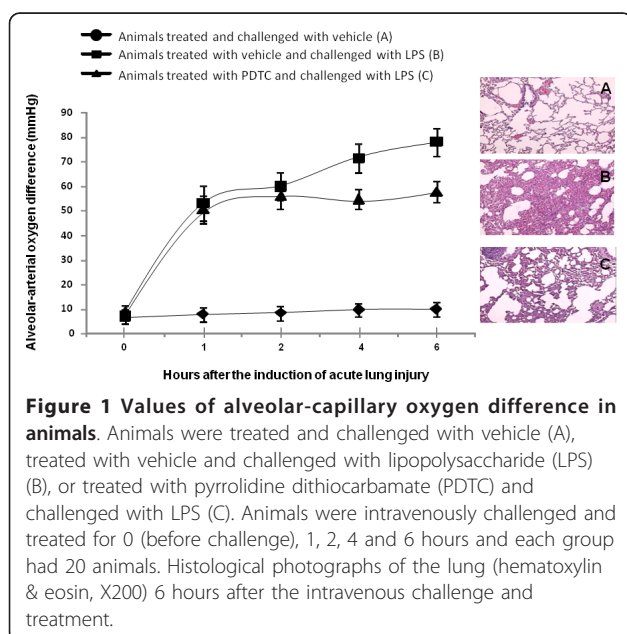 Animals treated and challenged with vehicle (A)
Animals treated with vehicle and challenged with LPS (B)
Animals treated with PDTC and challenged with LPS (C)
90
80
70
60
50
40
30
20
10
0
Alveolar-arterial oxygen difference (mmHg)
0 1 2 4 6
Hours after the induction of acute lung injury
A
B
C
Figure 1 Values of alveolar-capillary oxygen difference in
animals. Animals were treated and challenged with vehicle (A),
treated with vehicle and challenged with lipopolysaccharide (LPS)
(B), or treated with pyrrolidine dithiocarbamate (PDTC) and
challenged with LPS (C). Animals were intravenously challenged and
treated for 0 (before challenge), 1, 2, 4 and 6 hours and each group
had 20 animals. Histological photographs of the lung (hematoxylin
& eosin, X200) 6 hours after the intravenous challenge and
treatment.